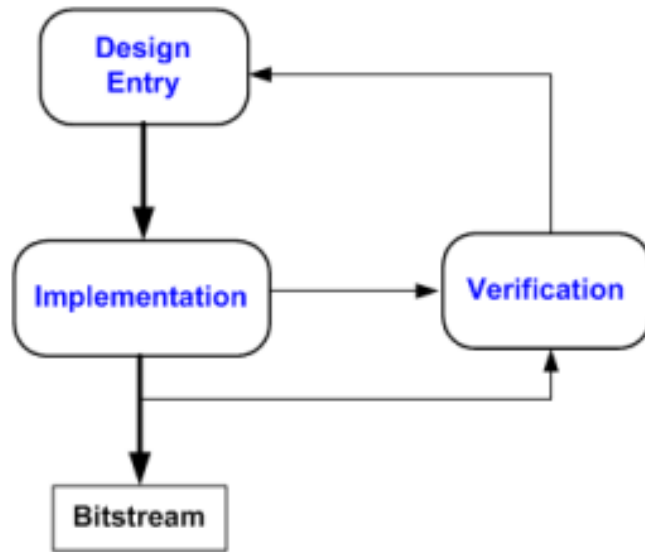 Design
Entry
Implementation
Verification
Bitstream